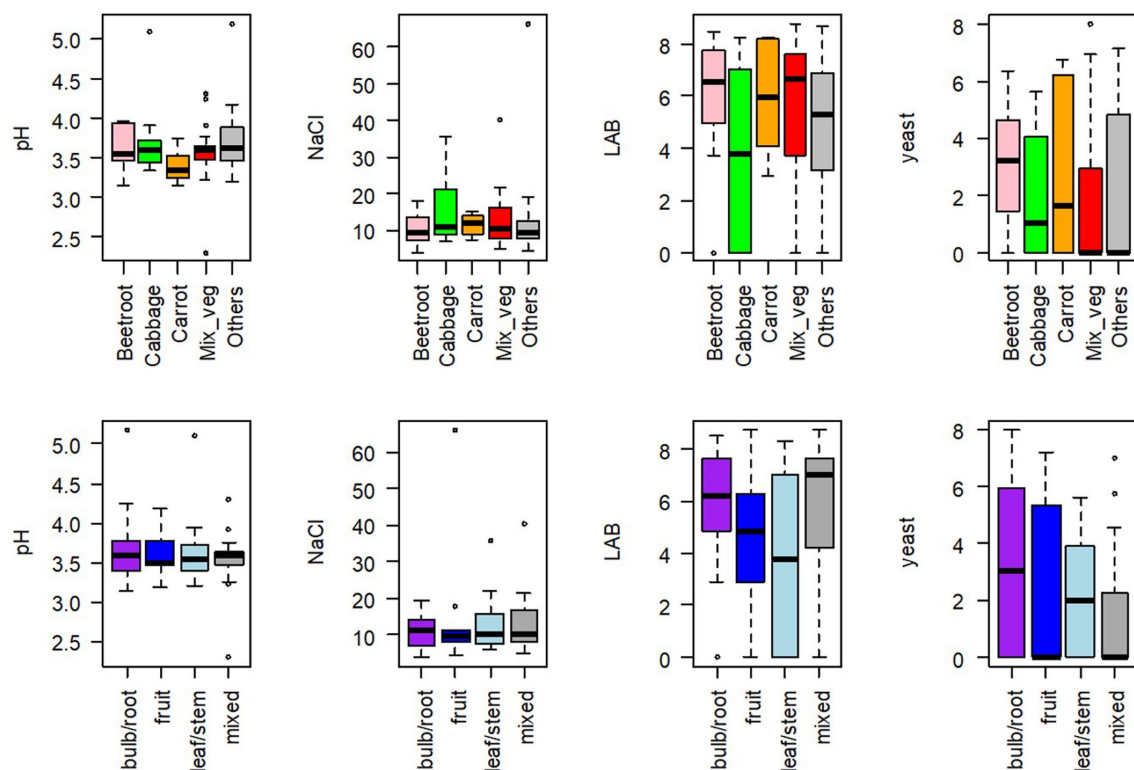 pH
5.0
4.5
4.0
3.5
3.0
2.5
Beetroot
Cabbage
Carrot
Mix_veg
Others
NaCl
60
50
40
30
20
10
Beetroot
Cabbage
Carrot
Mix_veg
Others
LAB
8
6
4
2
0
Beetroot
Cabbage
Carrot
Mix_veg
Others
yeast
8
6
4
2
0
Beetroot
Cabbage
Carrot
Mix_veg
Others
pH
5.0
4.5
4.0
3.5
3.0
2.5
bulb/root
fruit
leaf/stem
mixed
NaCl
60
50
40
30
20
10
bulb/root
fruit
leaf/stem
mixed
LAB
8
6
4
2
0
bulb/root
fruit
leaf/stem
mixed
yeast
8
6
4
2
0
bulb/root
fruit
leaf/stem
mixed